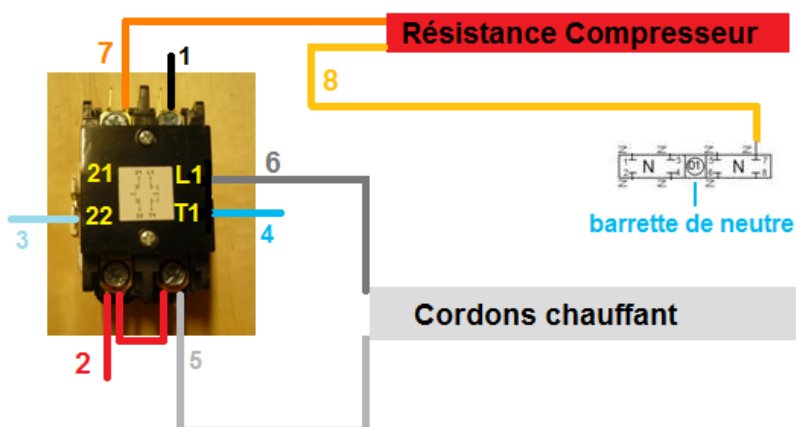 Résistance Compresseur
7
1
8
21
L1
6
22
T1
3
4
N
N
barrette de neutre
Cordons chauffant
2
5